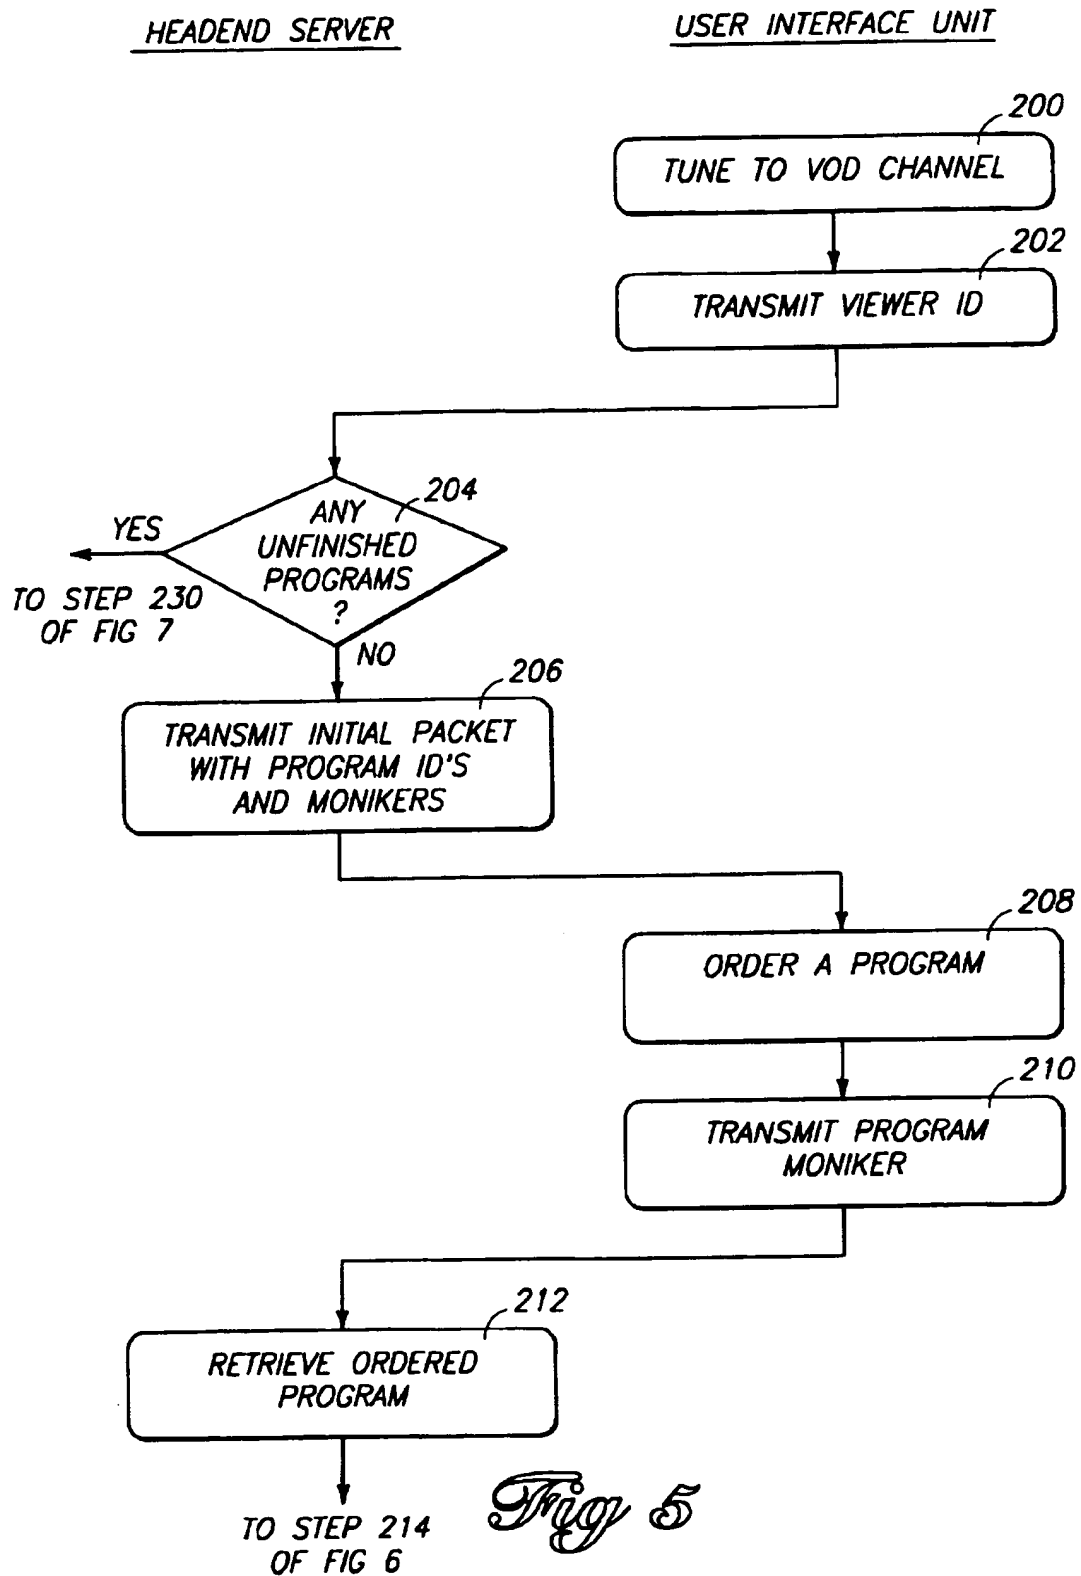 HEADEND SERVER
USER INTERFACE UNIT
200
TUNE TO VOD CHANNEL
202
TRANSMIT VIEWER ID
204
ANY
UNFINISHED
PROGRAMS
?
YES
TO STEP 230
OF FIG 7
NO
206
TRANSMIT INITIAL PACKET
WITH PROGRAM ID'S
AND MONIKERS
208
ORDER A PROGRAM
210
TRANSMIT PROGRAM
MONIKER
212
RETRIEVE ORDERED
PROGRAM
TO STEP 214
OF FIG 6
Fig 5